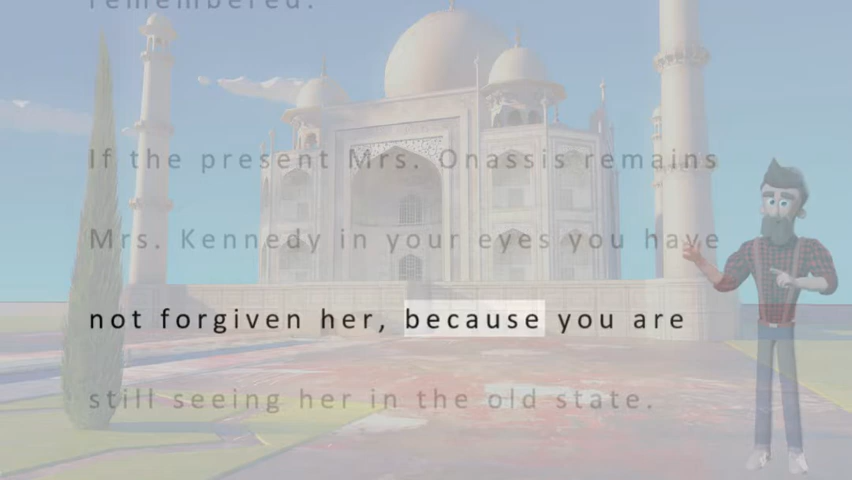 remembered.
If the present Mrs. Onassis remains
Mrs. Kennedy in your eyes you have
not forgiven her, because you are
still seeing her in the old state.